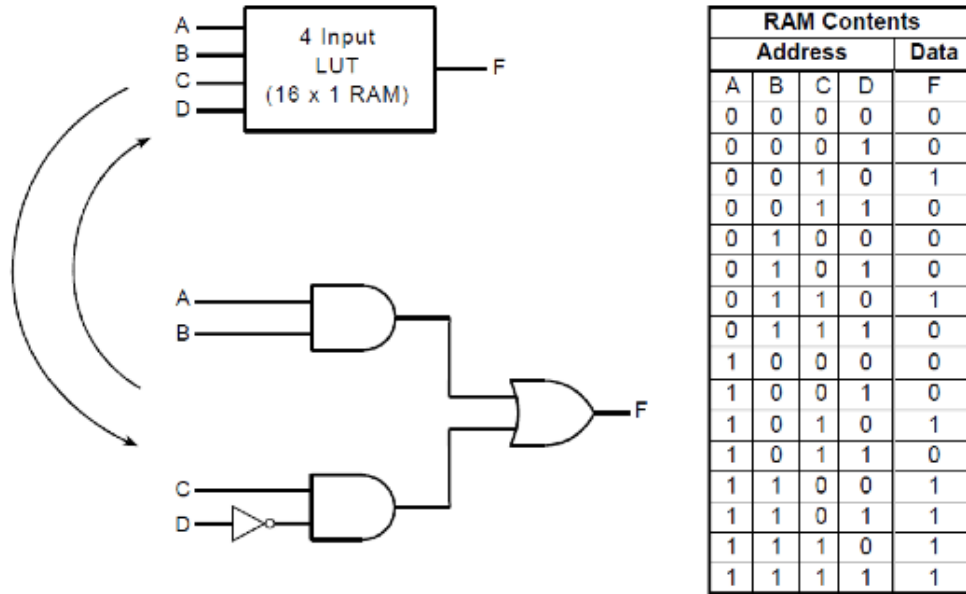 A
B
C
D
4 Input
LUT
(16 x 1 RAM)
F
A
B
C
D
F
RAM Contents
Address Data
A B C D F
0 0 0 0 0
0 0 0 1 0
0 0 1 0 1
0 0 1 1 0
0 1 0 0 0
0 1 0 1 0
0 1 1 0 1
0 1 1 1 0
1 0 0 0 0
1 0 0 1 0
1 0 1 0 1
1 0 1 1 0
1 1 0 0 1
1 1 0 1 1
1 1 1 0 1
1 1 1 1 1